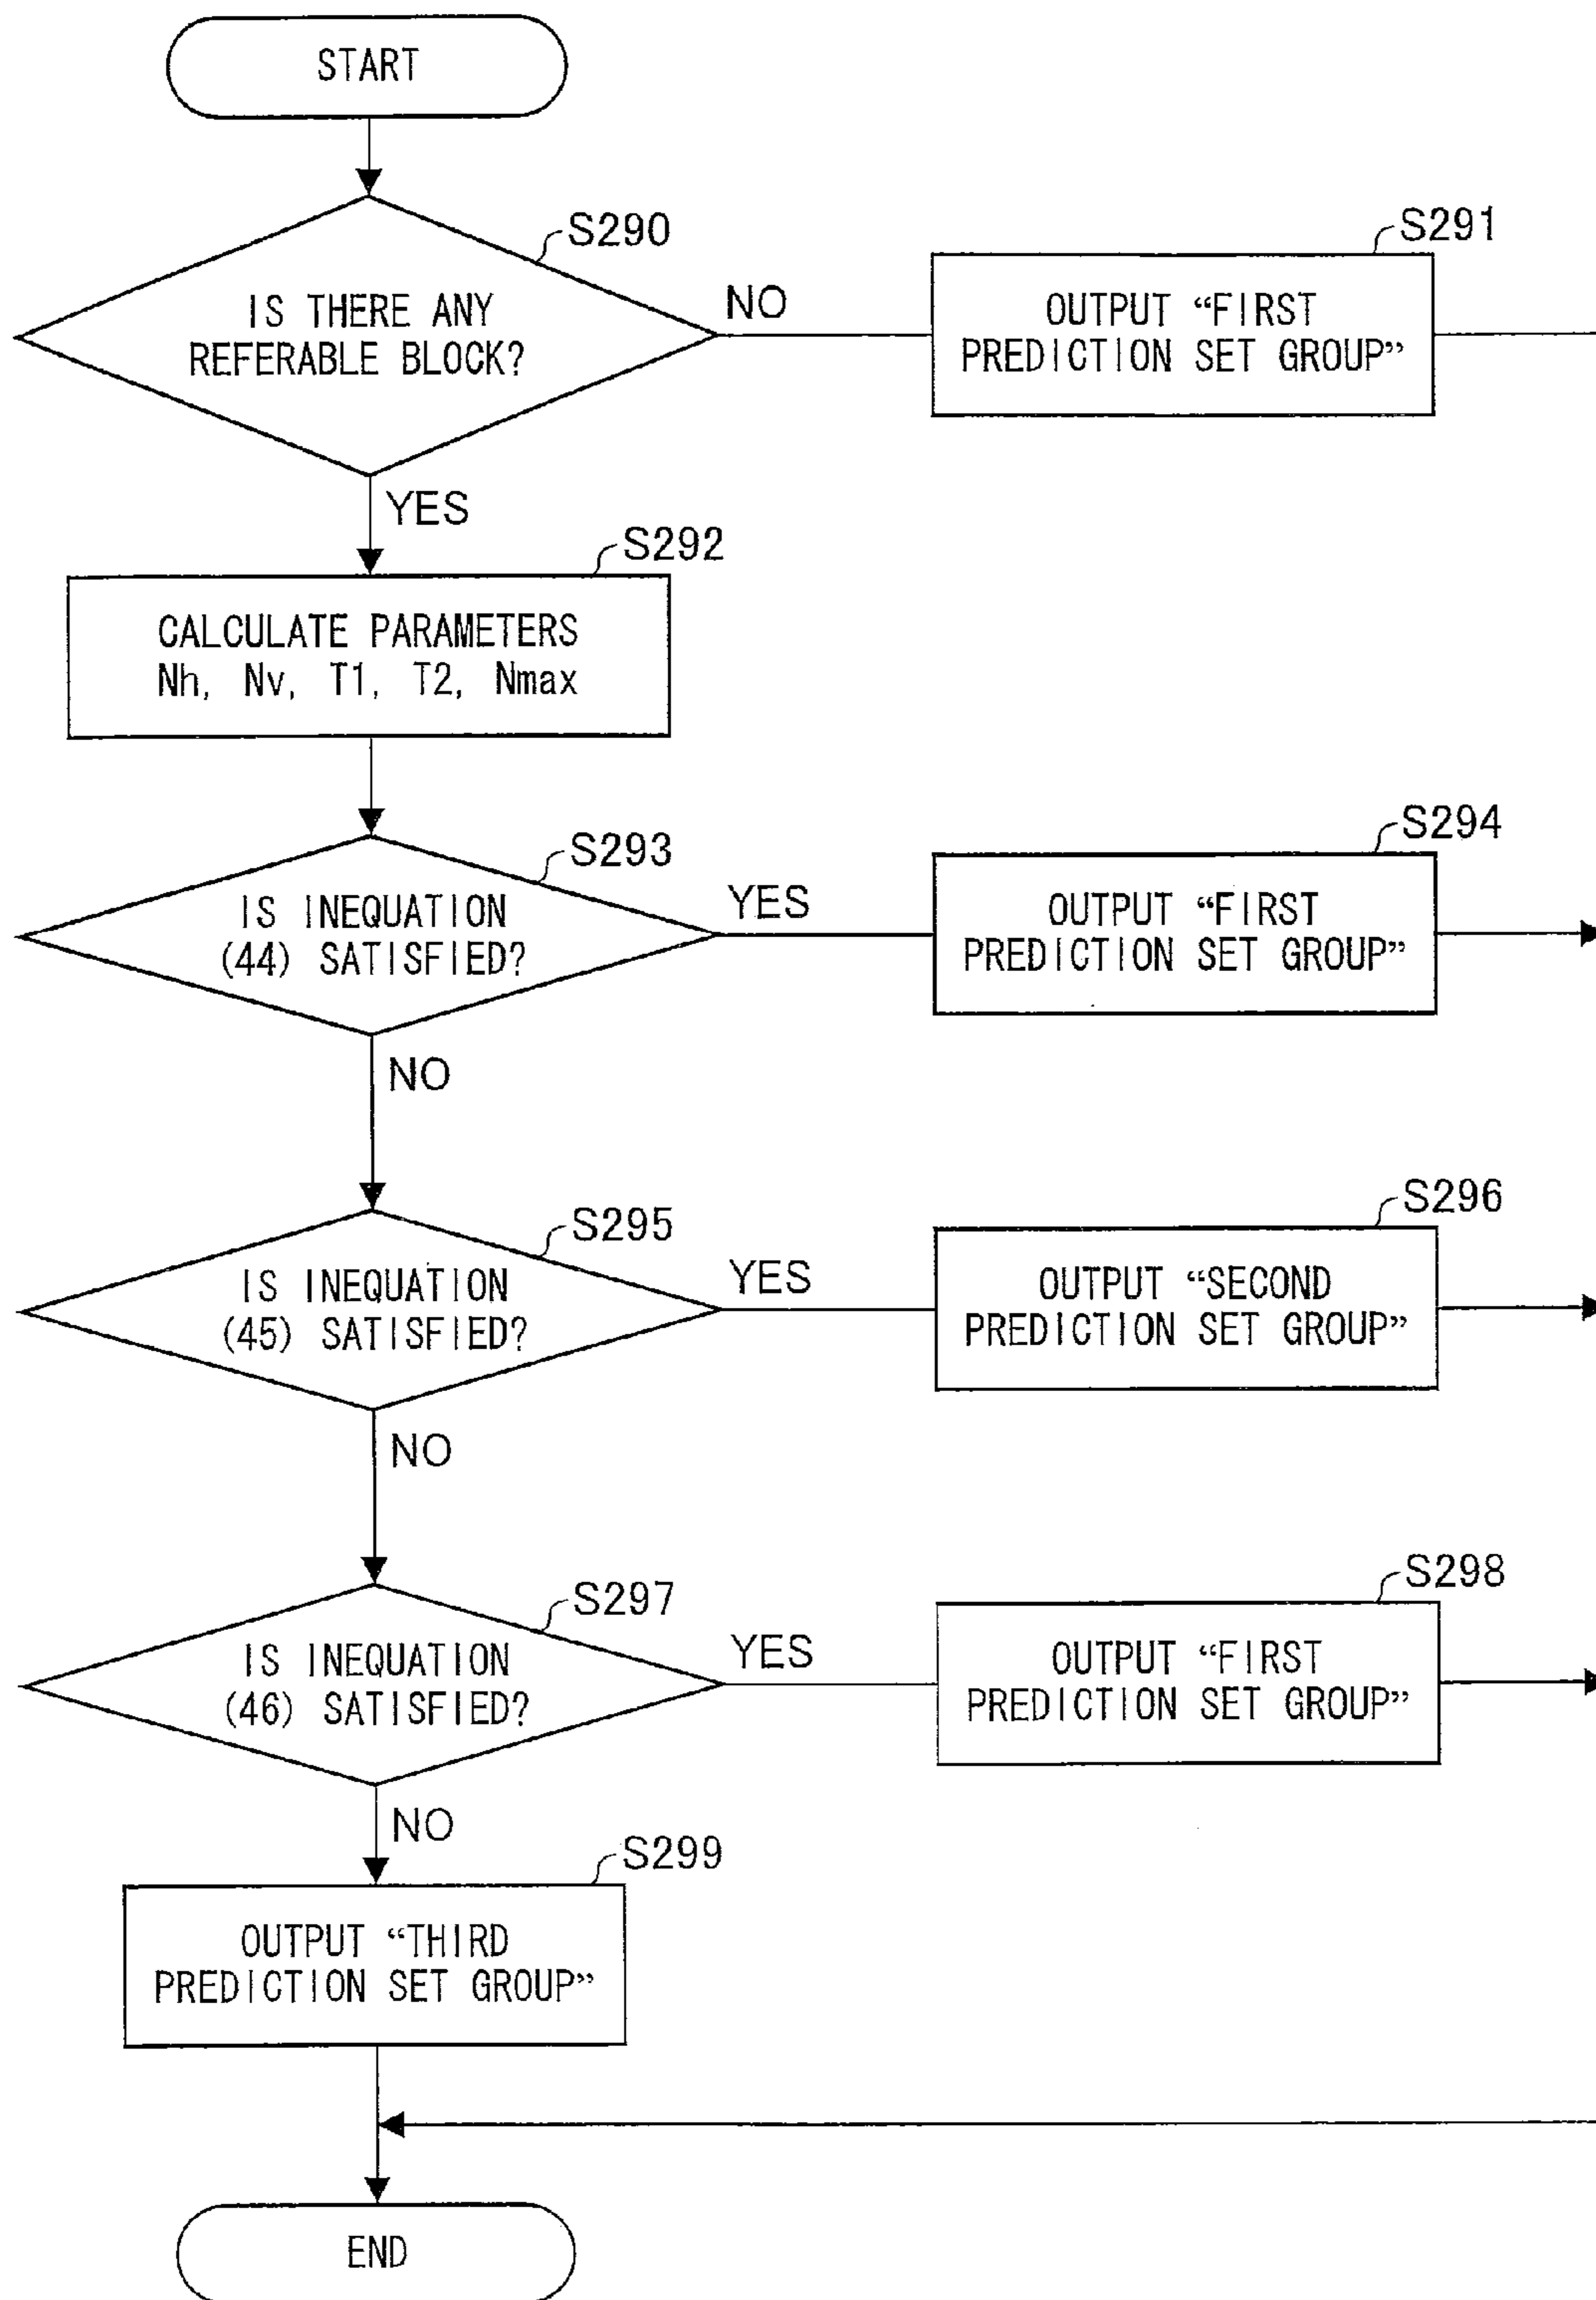 START
S290
IS THERE ANY
REFERABLE BLOCK?
NO
S291
OUTPUT “FIRST
PREDICTION SET GROUP”
YES
S292
CALCULATE PARAMETERS
Nh, Nv, T1, T2, Nmax
S293
IS INEQUATION
(44) SATISFIED?
YES
S294
OUTPUT “FIRST
PREDICTION SET GROUP”
NO
S295
IS INEQUATION
(45) SATISFIED?
YES
S296
OUTPUT “SECOND
PREDICTION SET GROUP”
NO
S297
IS INEQUATION
(46) SATISFIED?
YES
S298
OUTPUT “FIRST
PREDICTION SET GROUP”
NO
S299
OUTPUT “THIRD
PREDICTION SET GROUP”
END